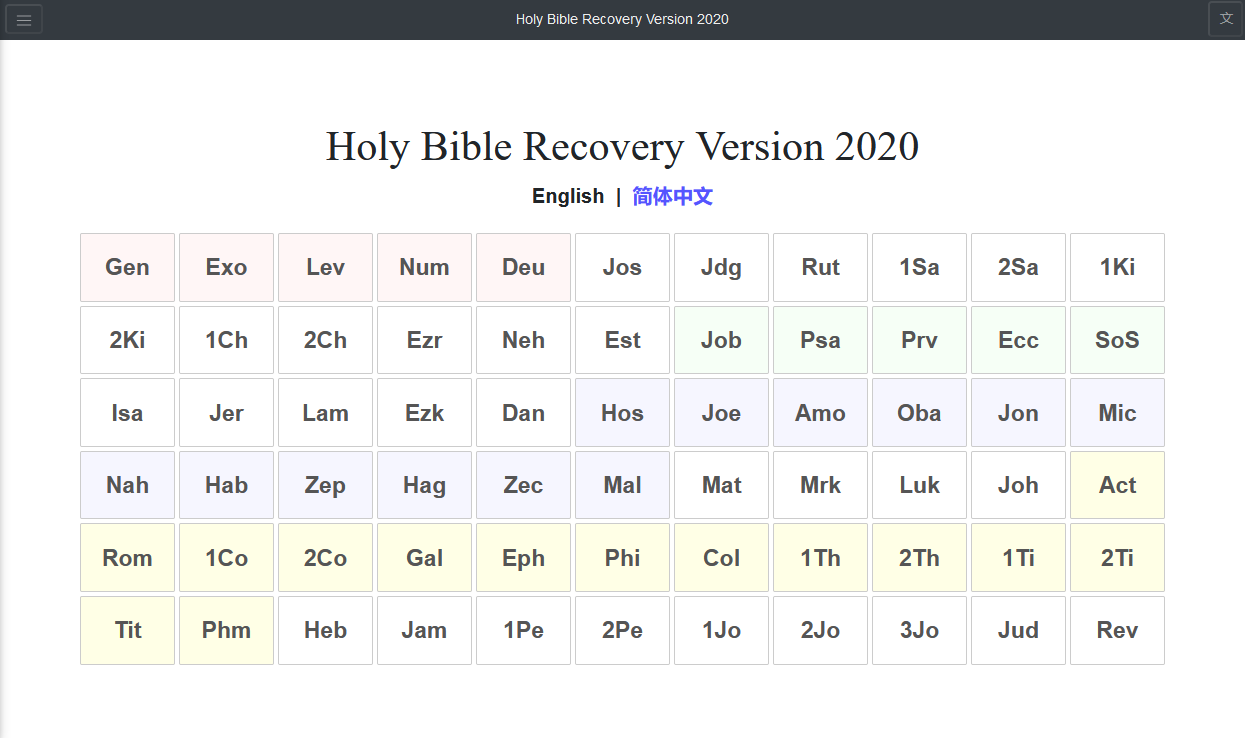 Holy Bible Recovery Version 2020 文
Holy Bible Recovery Version 2020
English | 简体中文
Gen Exo Lev Num Deu Jos Jdg Rut 1Sa 2Sa 1Ki
2Ki 1Ch 2Ch Ezr Neh Est Job Psa Prv Ecc SoS
Isa Jer Lam Ezk Dan Hos Joe Amo Oba Jon Mic
Nah Hab Zep Hag Zec Mal Mat Mrk Luk Joh Act
Rom 1Co 2Co Gal Eph Phi Col 1Th 2Th 1Ti 2Ti
Tit Phm Heb Jam 1Pe 2Pe 1Jo 2Jo 3Jo Jud Rev